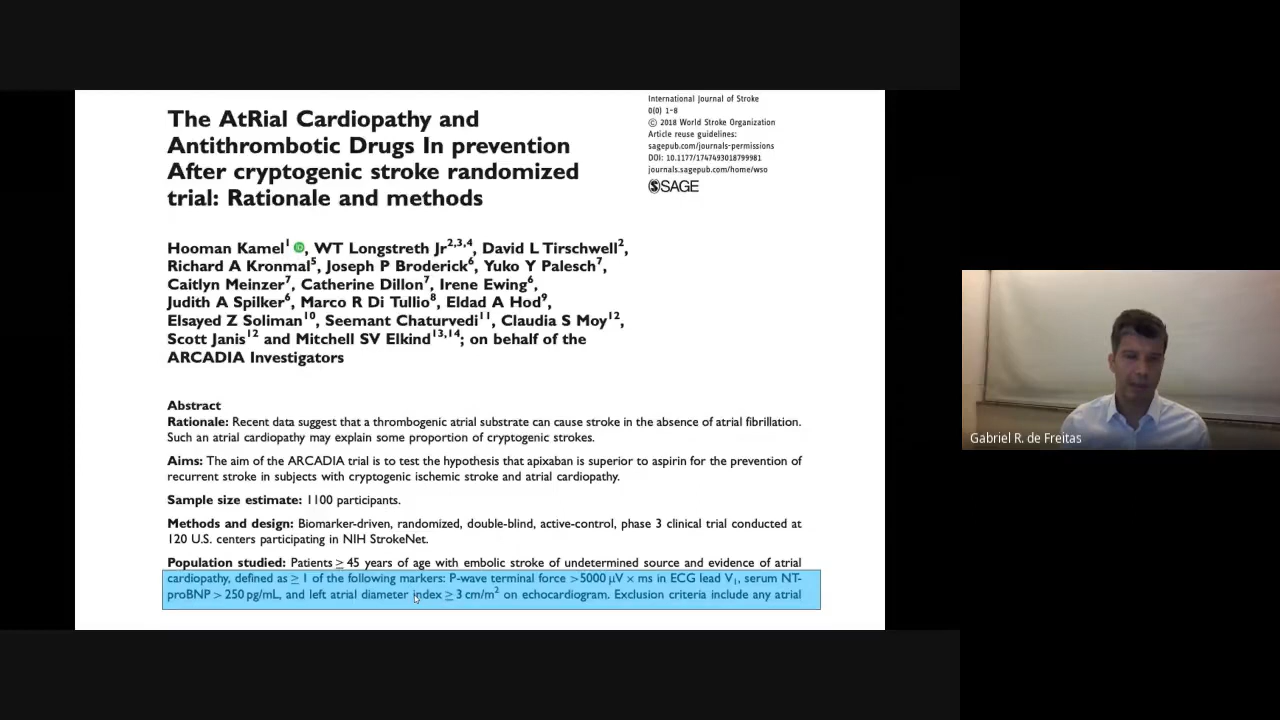 The AtRial Cardiopathy and
Antithrombotic Drugs In prevention
After cryptogenic stroke randomized
trial: Rationale and methods
International Journal of Stroke
0(0) 1–8
© 2018 World Stroke Organization
Article reuse guidelines:
sagepub.com/journals-permissions
DOI: 10.1177/1747493018799981
journals.sagepub.com/home/wso
SAGE
Hooman Kamel1 iD, WT Longstreth Jr2,3,4, David L Tirschwell2,
Richard A Kronmal5, Joseph P Broderick6, Yuko Y Palesch7,
Caitlyn Meinzer7, Catherine Dillon7, Irene Ewing6,
Judith A Spilker6, Marco R Di Tullio8, Eldad A Hod9,
Elsayed Z Soliman10, Seemant Chaturvedi11, Claudia S Moy12,
Scott Janis12 and Mitchell SV Elkind13,14; on behalf of the
ARCADIA Investigators
Abstract
Rationale: Recent data suggest that a thrombogenic atrial substrate can cause stroke in the absence of atrial fibrillation.
Such an atrial cardiopathy may explain some proportion of cryptogenic strokes.
Aims: The aim of the ARCADIA trial is to test the hypothesis that apixaban is superior to aspirin for the prevention of
recurrent stroke in subjects with cryptogenic ischemic stroke and atrial cardiopathy.
Sample size estimate: 1100 participants.
Methods and design: Biomarker-driven, randomized, double-blind, active-control, phase 3 clinical trial conducted at
120 U.S. centers participating in NIH StrokeNet.
Population studied: Patients ≥ 45 years of age with embolic stroke of undetermined source and evidence of atrial
cardiopathy, defined as ≥ 1 of the following markers: P-wave terminal force >5000 µV × ms in ECG lead V1, serum NT-
proBNP > 250 pg/mL, and left atrial diameter index ≥ 3 cm/m2 on echocardiogram. Exclusion criteria include any atrial
Gabriel R. de Freitas